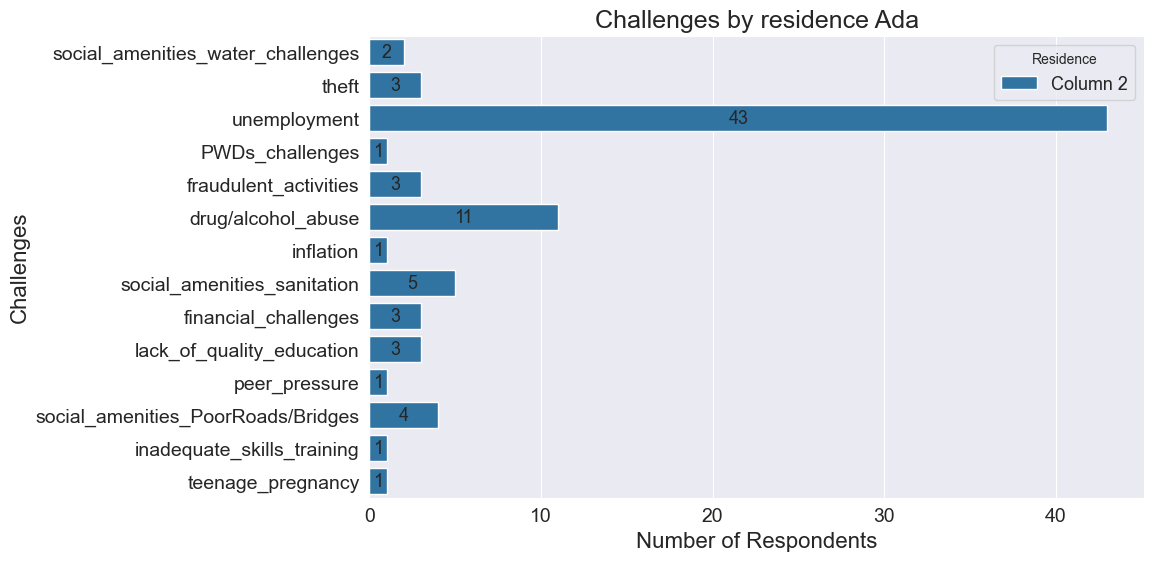 Challenges by residence Ada
Residence
Column 2
Challenges
social_amenities_water_challenges 2
theft 3
unemployment 43
PWDs_challenges 1
fraudulent_activities 3
drug/alcohol_abuse 11
inflation 1
social_amenities_sanitation 5
financial_challenges 3
lack_of_quality_education 3
peer_pressure 1
social_amenities_PoorRoads/Bridges 4
inadequate_skills_training 1
teenage_pregnancy 1
0 10 20 30 40
Number of Respondents